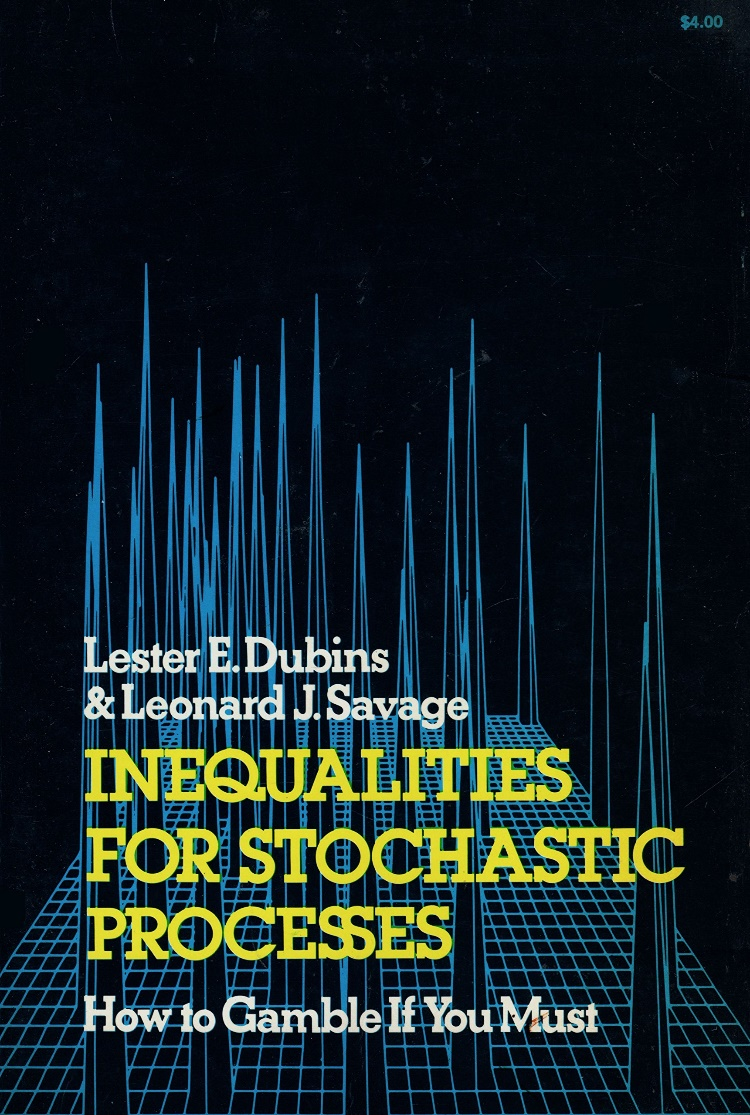 $4.00
Lester E. Dubins
& Leonard J. Savage
INEQUALITIES
FOR STOCHASTIC
PROCESSES
How to Gamble If You Must